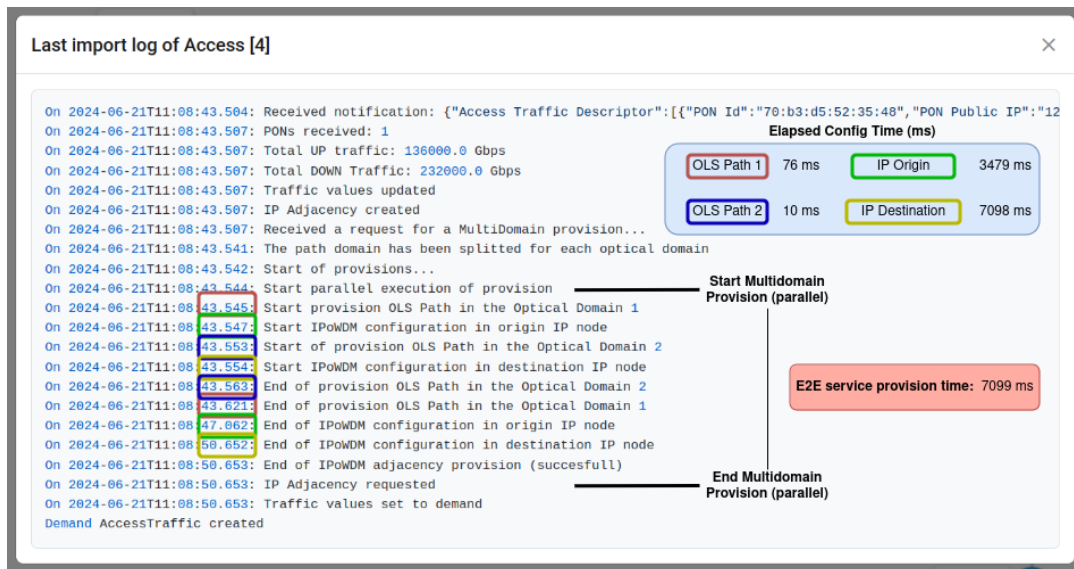 Last import log of Access [4]
×
On 2024-06-21T11:08:43.504: Received notification: {"Access Traffic Descriptor":[{"PON Id":"70:b3:d5:52:35:48","PON Public IP":"12
On 2024-06-21T11:08:43.507: PONs received: 1
On 2024-06-21T11:08:43.507: Total UP traffic: 136000.0 Gbps
On 2024-06-21T11:08:43.507: Total DOWN Traffic: 232000.0 Gbps
On 2024-06-21T11:08:43.507: Traffic values updated
On 2024-06-21T11:08:43.507: IP Adjacency created
On 2024-06-21T11:08:43.507: Received a request for a MultiDomain provision...
On 2024-06-21T11:08:43.541: The path domain has been splitted for each optical domain
On 2024-06-21T11:08:43.542: Start of provisions...
On 2024-06-21T11:08:43.544: Start parallel execution of provision
On 2024-06-21T11:08:43.545: Start provision OLS Path in the Optical Domain 1
On 2024-06-21T11:08:43.547: Start IPoWDM configuration in origin IP node
On 2024-06-21T11:08:43.553: Start of provision OLS Path in the Optical Domain 2
On 2024-06-21T11:08:43.554: Start IPoWDM configuration in destination IP node
On 2024-06-21T11:08:43.563: End of provision OLS Path in the Optical Domain 2
On 2024-06-21T11:08:43.621: End of provision OLS Path in the Optical Domain 1
On 2024-06-21T11:08:47.062: End of IPoWDM configuration in origin IP node
On 2024-06-21T11:08:50.652: End of IPoWDM configuration in destination IP node
On 2024-06-21T11:08:50.653: End of IPoWDM adjacency provision (succesfull)
On 2024-06-21T11:08:50.653: IP Adjacency requested
On 2024-06-21T11:08:50.653: Traffic values set to demand
Demand AccessTraffic created
Elapsed Config Time (ms)
OLS Path 1 76 ms IP Origin 3479 ms
OLS Path 2 10 ms IP Destination 7098 ms
Start Multidomain
Provision (parallel)
E2E service provision time: 7099 ms
End Multidomain
Provision (parallel)